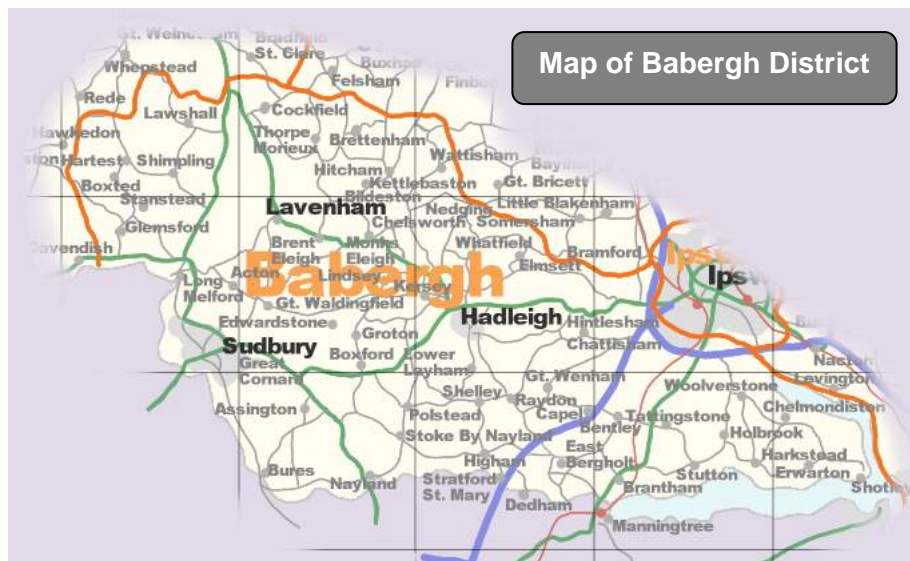 Map of Babergh District
Whepstead
St. Clere
Felsham
Rede
Lawshall
Cockfield
Hawkedon
Thorpe
Morieux
Brettenham
Hartest
Shimpling
Wattisham
Hitcham
Boxted
Kettlebaston
Gt. Bricett
Stanstead
Bildeston
Lavenham
Nedging
Little Blakenham
Glemsford
Chelsworth
Somersham
Brent
Eleigh
Monks
Eleigh
Whatfield
Bramford
Cavendish
Elmsett
Babergh
Acton
Lindsey
Long
Melford
Kersey
Gt. Waldingfield
Hadleigh
Edwardstone
Groton
Hintlesham
Chattisham
Sudbury
Boxford
Lower
Layham
Great
Cornard
Nacton
Gt. Wenham
Woolverstone
Levington
Shelley
Raydon
Assington
Polstead
Capel
Tattingstone
Chelmondiston
Bentley
Stoke By Nayland
Holbrook
East
Bergholt
Higham
Harkstead
Bures
Nayland
Stratford
St. Mary
Stutton
Erwarton
Brantham
Dedham
Manningtree